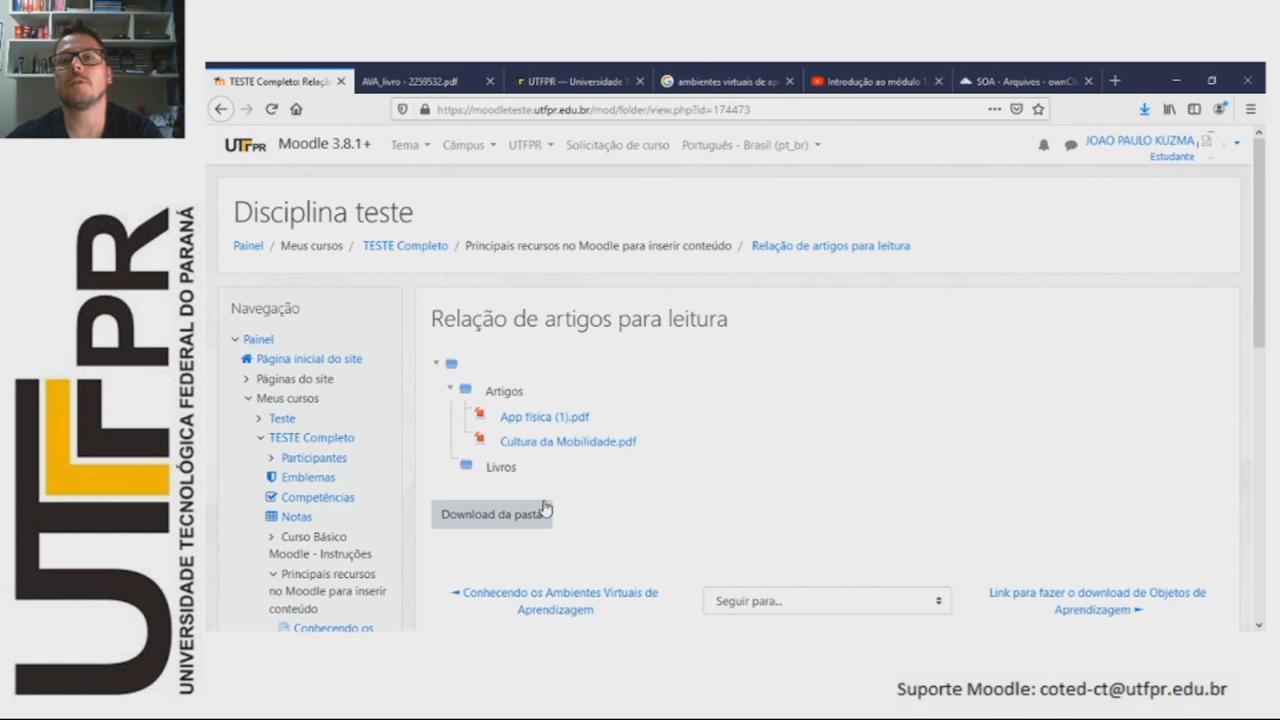 TESTE Completo: Relaçã
AVA_livro - 2259532.pdf
UTFPR — Universidade T
ambientes virtuais de ap
Introdução ao módulo 1
SOA - Arquivos - ownCl
https://moodleteste.utfpr.edu.br/mod/folder/view.php?id=174473
UTFPR Moodle 3.8.1+ Tema Câmpus UTFPR Solicitação de curso Português - Brasil (pt_br) JOAO PAULO KUZMA
Estudante
Disciplina teste
Painel / Meus cursos / TESTE Completo / Principais recursos no Moodle para inserir conteúdo / Relação de artigos para leitura
Navegação
Painel
Página inicial do site
Páginas do site
Meus cursos
Teste
TESTE Completo
Participantes
Emblemas
Competências
Notas
Curso Básico
Moodle - Instruções
Principais recursos
no Moodle para inserir
conteúdo
Conhecendo os
Relação de artigos para leitura
Artigos
App física (1).pdf
Cultura da Mobilidade.pdf
Livros
Download da pasta
◄ Conhecendo os Ambientes Virtuais de
Aprendizagem
Seguir para...
Link para fazer o download de Objetos de
Aprendizagem ►
UTFPR
UNIVERSIDADE TECNOLÓGICA FEDERAL DO PARANÁ
Suporte Moodle: coted-ct@utfpr.edu.br